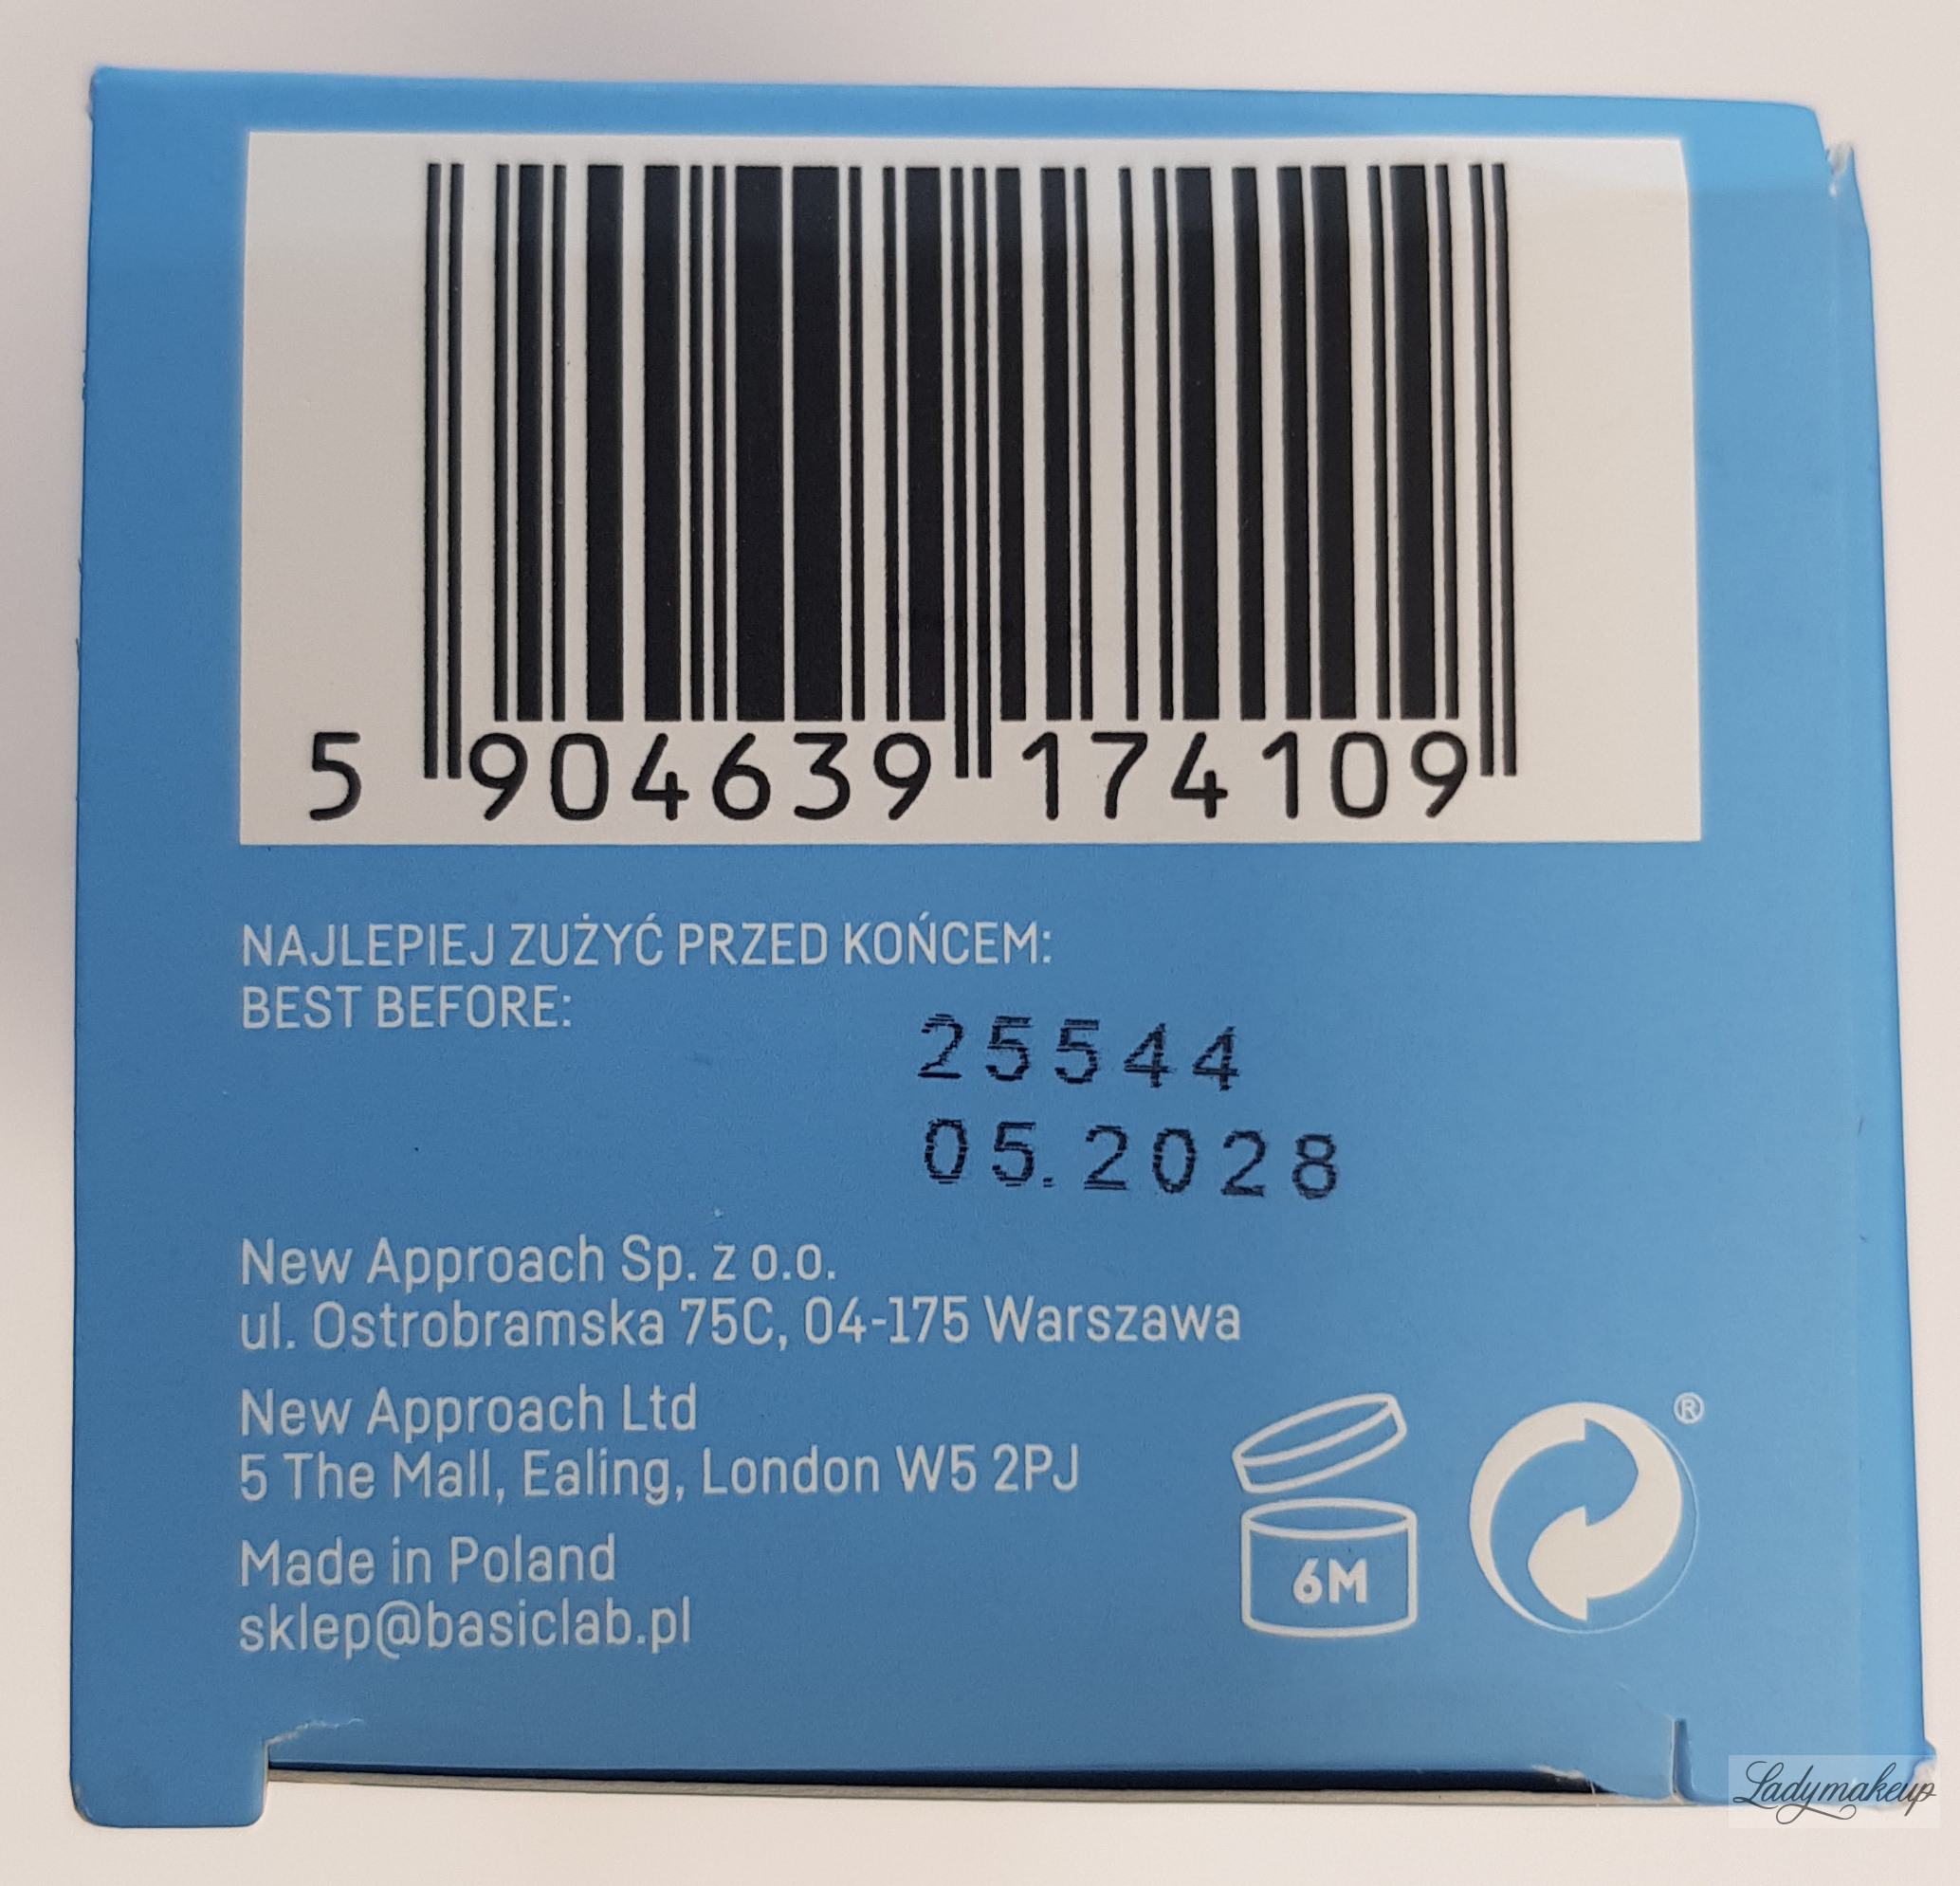 5 904639 174109
NAJLEPIEJ ZUŻYĆ PRZED KOŃCEM:
BEST BEFORE:
25544
05.2028
New Approach Sp. z o.o.
ul. Ostrobramska 75C, 04-175 Warszawa
New Approach Ltd
5 The Mall, Ealing, London W5 2PJ
Made in Poland
sklep@basiclab.pl
6M
®
Ladymakeup